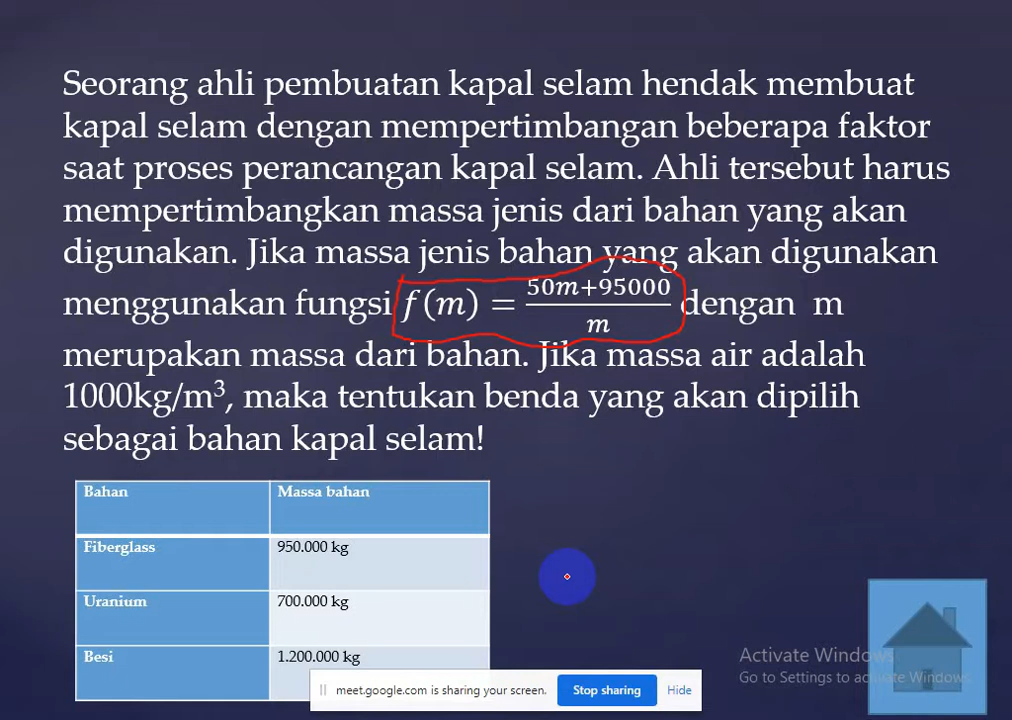 Seorang ahli pembuatan kapal selam hendak membuat
kapal selam dengan mempertimbangan beberapa faktor
saat proses perancangan kapal selam. Ahli tersebut harus
mempertimbangkan massa jenis dari bahan yang akan
digunakan. Jika massa jenis bahan yang akan digunakan
menggunakan fungsi f(m) = \frac{50m+95000}{m} dengan m
merupakan massa dari bahan. Jika massa air adalah
1000kg/m³, maka tentukan benda yang akan dipilih
sebagai bahan kapal selam!
Bahan Massa bahan
Fiberglass 950.000 kg
Uranium 700.000 kg
Besi 1.200.000 kg
Activate Windows
Go to Settings to activate Windows.
meet.google.com is sharing your screen. Stop sharing Hide